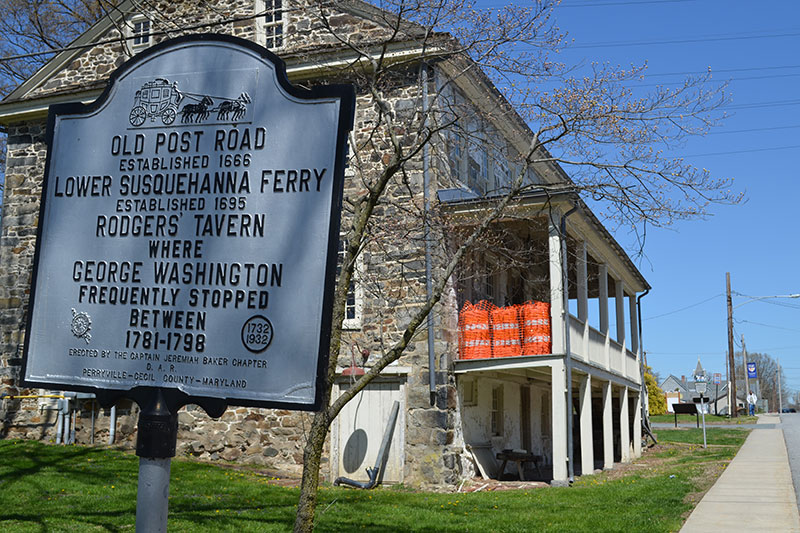 OLD POST ROAD
ESTABLISHED 1666
LOWER SUSQUEHANNA FERRY
ESTABLISHED 1695
RODGERS' TAVERN
WHERE
GEORGE WASHINGTON
FREQUENTLY STOPPED
BETWEEN
1781-1798
1732
1932
ERECTED BY THE CAPTAIN JEREMIAH BAKER CHAPTER
D. A. R.
PERRYVILLE-CECIL COUNTY-MARYLAND